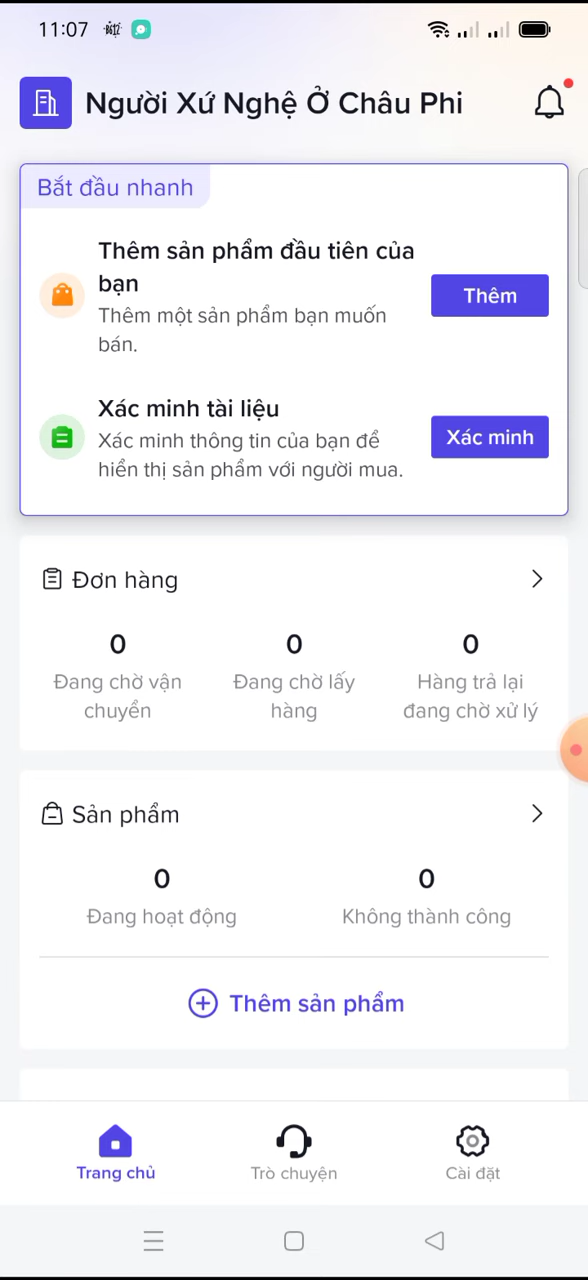 11:07
Người Xứ Nghệ Ở Châu Phi
Bắt đầu nhanh
Thêm sản phẩm đầu tiên của
bạn
Thêm một sản phẩm bạn muốn
bán.
Thêm
Xác minh tài liệu
Xác minh thông tin của bạn để
hiển thị sản phẩm với người mua.
Xác minh
Đơn hàng
0
0
0
Đang chờ vận
chuyển
Đang chờ lấy
hàng
Hàng trả lại
đang chờ xử lý
Sản phẩm
0
0
Đang hoạt động
Không thành công
Thêm sản phẩm
Trang chủ
Trò chuyện
Cài đặt